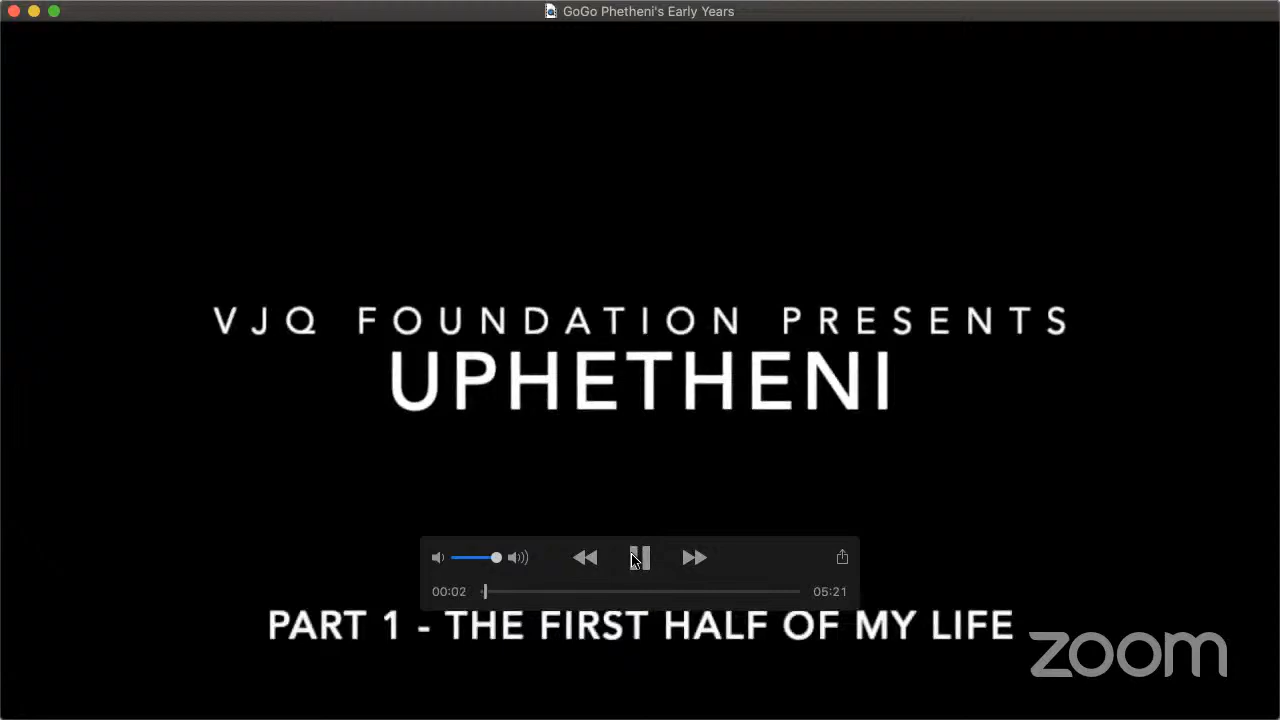 GoGo Phetheni's Early Years
VJQ FOUNDATION PRESENTS
UPHETHENI
00:02
05:21
PART 1 - THE FIRST HALF OF MY LIFE
zoom